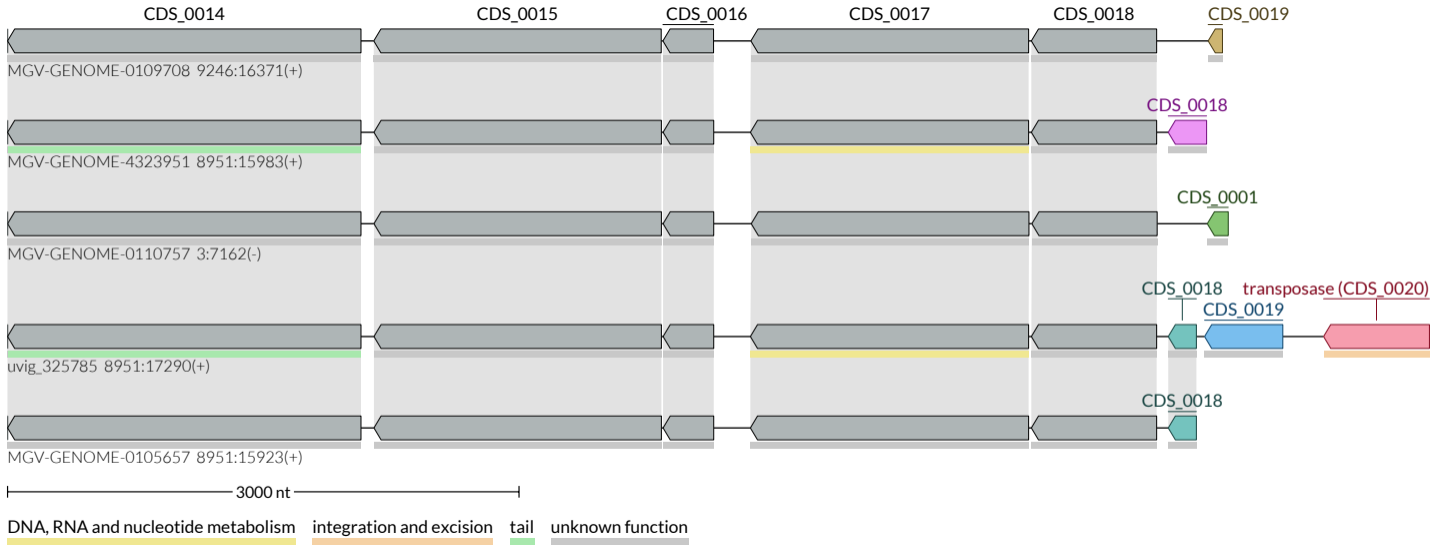 CDS_0014 CDS_0015 CDS_0016 CDS_0017 CDS_0018 CDS_0019
MGV-GENOME-0109708 9246:16371(+)
CDS_0018
MGV-GENOME-4323951 8951:15983(+)
CDS_0001
MGV-GENOME-0110757 3:7162(-)
CDS_0018 transposase (CDS_0020)
CDS_0019
uvig_325785 8951:17290(+)
CDS_0018
MGV-GENOME-0105657 8951:15923(+)
3000 nt
DNA, RNA and nucleotide metabolism integration and excision tail unknown function